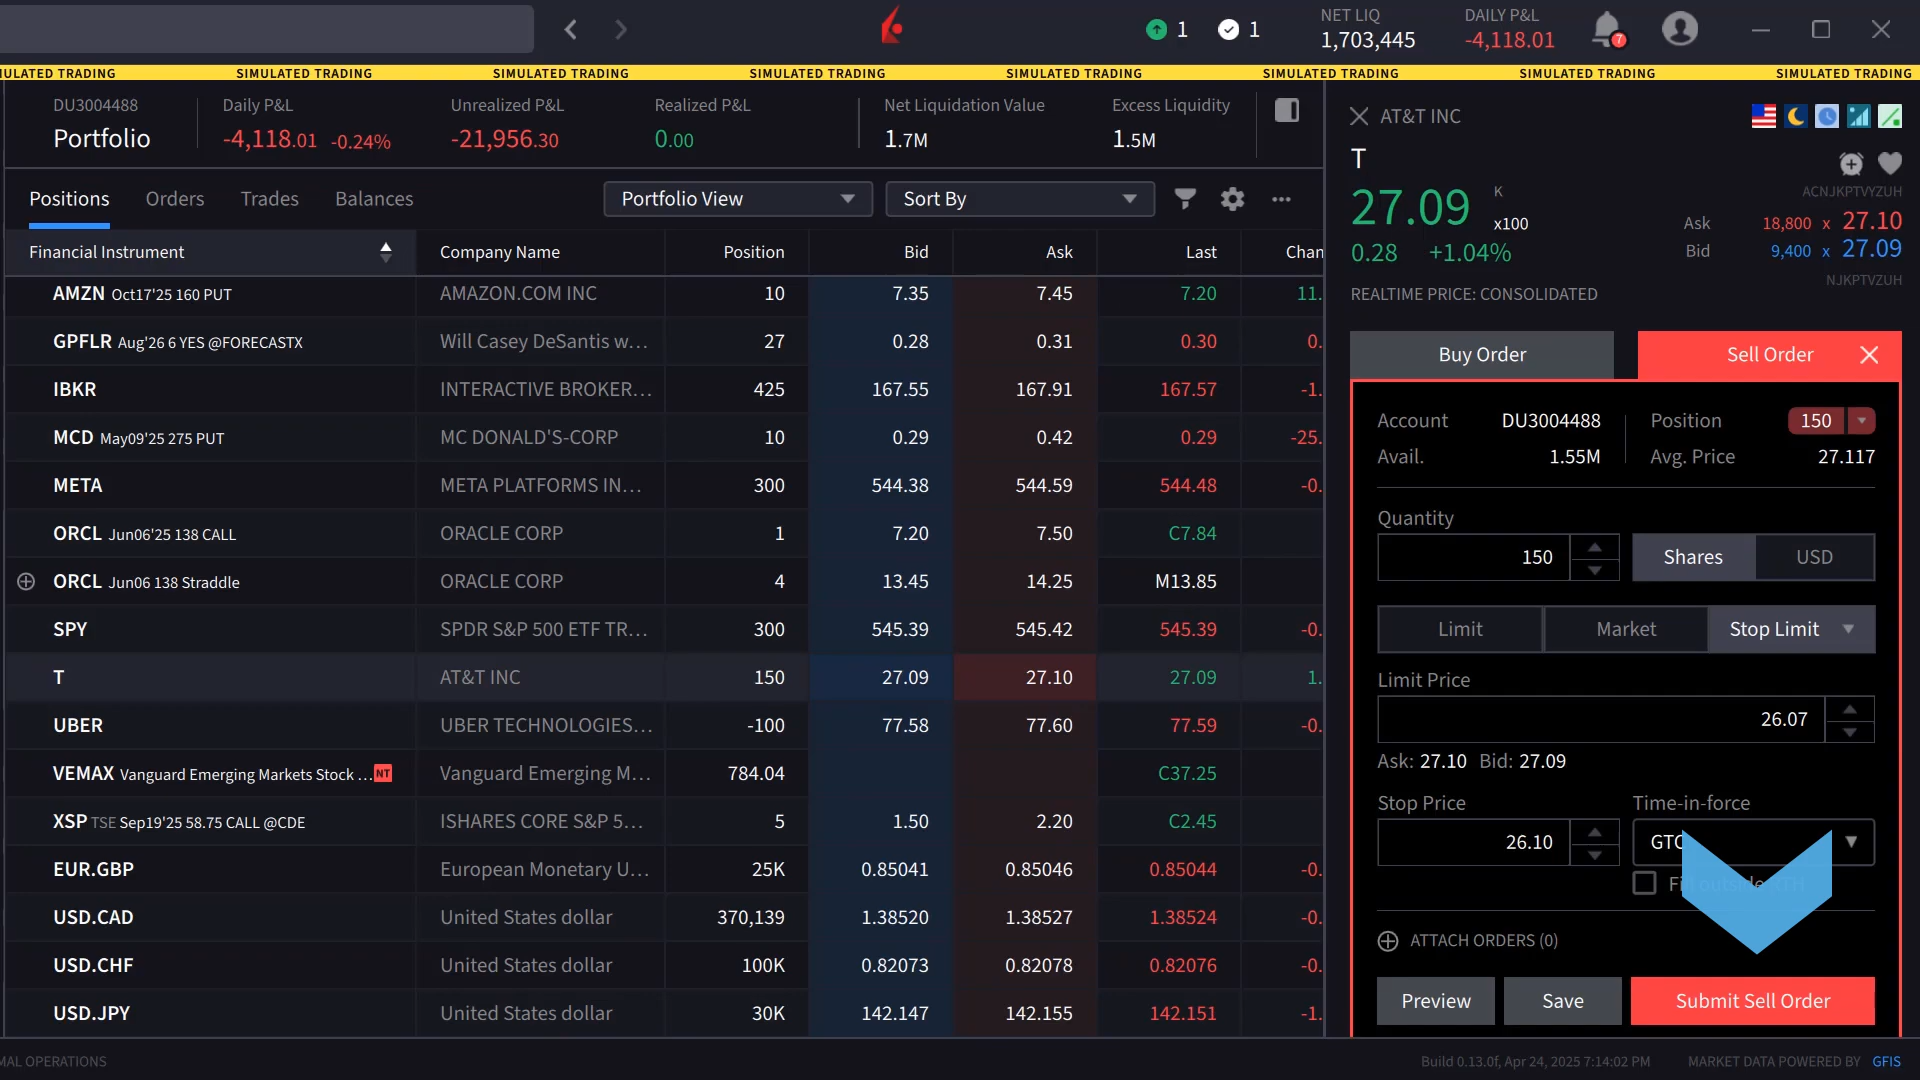 1
1
NET LIQ
1,703,445
DAILY P&L
-4,118.01
7
ULATED TRADING SIMULATED TRADING SIMULATED TRADING SIMULATED TRADING SIMULATED TRADING SIMULATED TRADING SIMULATED TRADING SIMULATED TRADING
DU3004488
Portfolio
Daily P&L
-4,118.01 -0.24%
Unrealized P&L
-21,956.30
Realized P&L
0.00
Net Liquidation Value
1.7M
Excess Liquidity
1.5M
Positions Orders Trades Balances
Portfolio View
Sort By
Financial Instrument Company Name Position Bid Ask Last Chan
AMZN Oct17'25 160 PUT AMAZON.COM INC 10 7.35 7.45 7.20 11.
GPFLR Aug'26 6 YES @FORECASTX Will Casey DeSantis w... 27 0.28 0.31 0.30 0.
IBKR INTERACTIVE BROKER... 425 167.55 167.91 167.57 -1.
MCD May09'25 275 PUT MC DONALD'S-CORP 10 0.29 0.42 0.29 -25.
META META PLATFORMS IN... 300 544.38 544.59 544.48 -0.
ORCL Jun06'25 138 CALL ORACLE CORP 1 7.20 7.50 C7.84
ORCL Jun06 138 Straddle ORACLE CORP 4 13.45 14.25 M13.85
SPY SPDR S&P 500 ETF TR... 300 545.39 545.42 545.39 -0.
T AT&T INC 150 27.09 27.10 27.09 1.
UBER UBER TECHNOLOGIES... -100 77.58 77.60 77.59 -0.
VEMAX Vanguard Emerging Markets Stock ... NT Vanguard Emerging M... 784.04 C37.25
XSP TSE Sep19'25 58.75 CALL @CDE ISHARES CORE S&P 5... 5 1.50 2.20 C2.45
EUR.GBP European Monetary U... 25K 0.85041 0.85046 0.85044 -0.
USD.CAD United States dollar 370,139 1.38520 1.38527 1.38524 -0.
USD.CHF United States dollar 100K 0.82073 0.82078 0.82076 -0.
USD.JPY United States dollar 30K 142.147 142.155 142.151 -1.
AT&T INC
T
27.09 K
x100
0.28 +1.04%
ACNJKPTVYZUH
Ask 18,800 x 27.10
Bid 9,400 x 27.09
NJKPTVZUH
REALTIME PRICE: CONSOLIDATED
Buy Order
Sell Order
Account DU3004488
Position 150
Avail. 1.55M
Avg. Price 27.117
Quantity
150
Shares USD
Limit Market Stop Limit
Limit Price
26.07
Ask: 27.10 Bid: 27.09
Stop Price Time-in-force
26.10
GTC
ATTACH ORDERS (0)
Preview Save Submit Sell Order
MAL OPERATIONS
Build 0.13.0f, Apr 24, 2025 7:14:02 PM
MARKET DATA POWERED BY GFIS